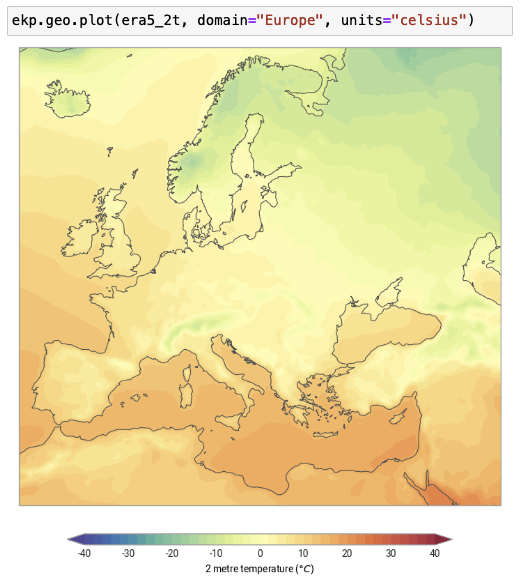 ekp.geo.plot(era5_2t, domain="Europe", units="celsius")
-40 -30 -20 -10 0 10 20 30 40
2 metre temperature (°C)